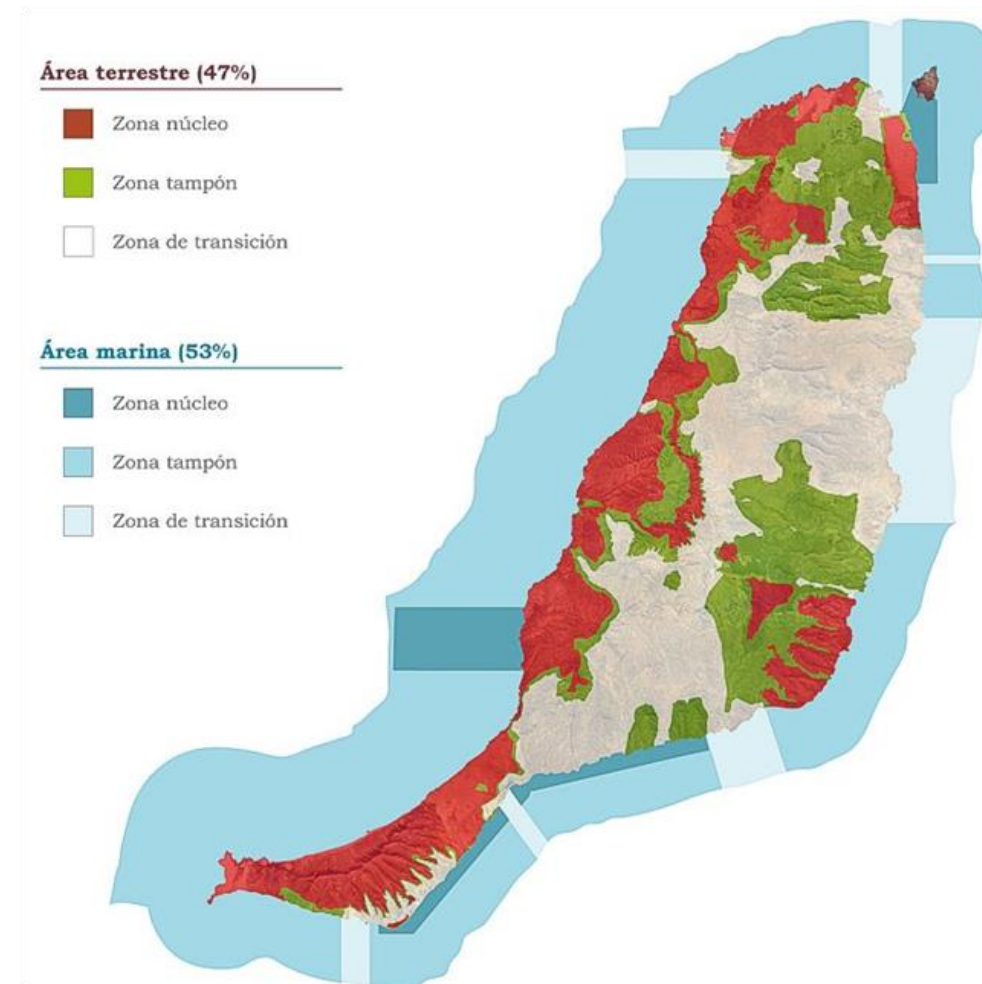 Área terrestre (47%)
Zona núcleo
Zona tampón
Zona de transición
Área marina (53%)
Zona núcleo
Zona tampón
Zona de transición